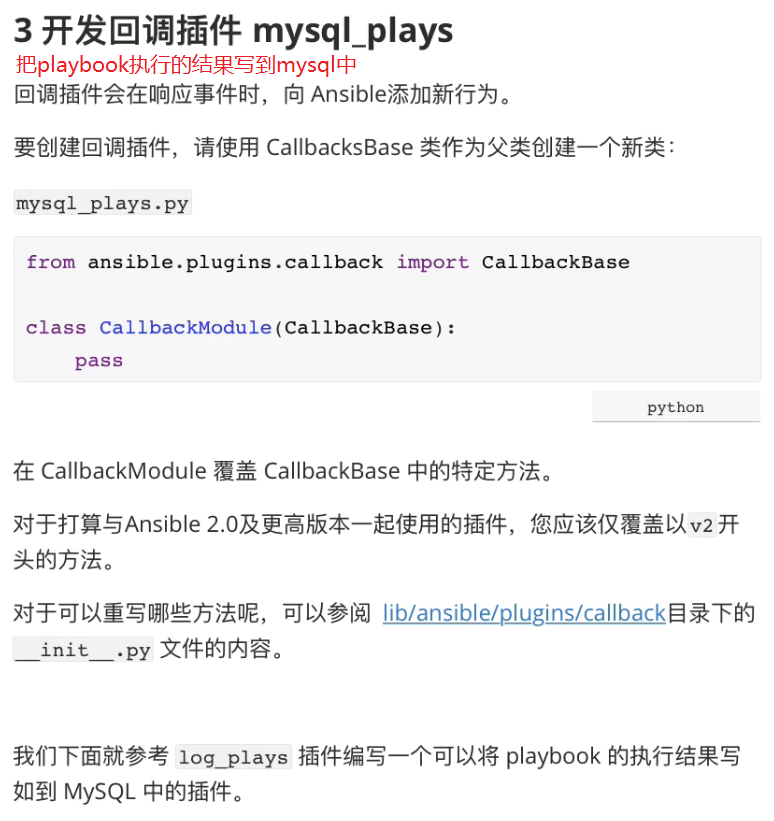 3 开发回调插件 mysql_plays
把playbook执行的结果写到mysql中
回调插件会在响应事件时，向 Ansible添加新行为。
要创建回调插件，请使用 CallbacksBase 类作为父类创建一个新类：
mysql_plays.py
from ansible.plugins.callback import CallbackBase
class CallbackModule(CallbackBase):
    pass
python
在 CallbackModule 覆盖 CallbackBase 中的特定方法。
对于打算与Ansible 2.0及更高版本一起使用的插件，您应该仅覆盖以v2开
头的方法。
对于可以重写哪些方法呢，可以参阅 lib/ansible/plugins/callback目录下的
__init__.py 文件的内容。
我们下面就参考 log_plays 插件编写一个可以将 playbook 的执行结果写
如到 MySQL 中的插件。